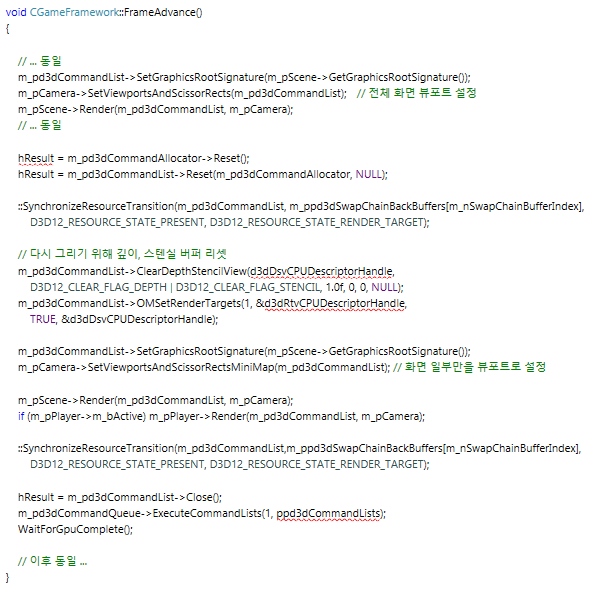 void CGameFramework::FrameAdvance()
{
// ... 동일
m_pd3dCommandList->SetGraphicsRootSignature(m_pScene->GetGraphicsRootSignature());
m_pCamera->SetViewportsAndScissorRects(m_pd3dCommandList); // 전체 화면 뷰포트 설정
m_pScene->Render(m_pd3dCommandList, m_pCamera);
// ... 동일
hResult = m_pd3dCommandAllocator->Reset();
hResult = m_pd3dCommandList->Reset(m_pd3dCommandAllocator, NULL);
::SynchronizeResourceTransition(m_pd3dCommandList, m_ppd3dSwapChainBackBuffers[m_nSwapChainBufferIndex],
D3D12_RESOURCE_STATE_PRESENT, D3D12_RESOURCE_STATE_RENDER_TARGET);
// 다시 그리기 위해 깊이, 스텐실 버퍼 리셋
m_pd3dCommandList->ClearDepthStencilView(d3dDsvCPUDescriptorHandle,
D3D12_CLEAR_FLAG_DEPTH | D3D12_CLEAR_FLAG_STENCIL, 1.0f, 0, 0, NULL);
m_pd3dCommandList->OMSetRenderTargets(1, &d3dRtvCPUDescriptorHandle,
TRUE, &d3dDsvCPUDescriptorHandle);
m_pd3dCommandList->SetGraphicsRootSignature(m_pScene->GetGraphicsRootSignature());
m_pCamera->SetViewportsAndScissorRectsMiniMap(m_pd3dCommandList); // 화면 일부만을 뷰포트로 설정
m_pScene->Render(m_pd3dCommandList, m_pCamera);
if (m_pPlayer->m_bActive) m_pPlayer->Render(m_pd3dCommandList, m_pCamera);
::SynchronizeResourceTransition(m_pd3dCommandList,m_ppd3dSwapChainBackBuffers[m_nSwapChainBufferIndex],
D3D12_RESOURCE_STATE_PRESENT, D3D12_RESOURCE_STATE_RENDER_TARGET);
hResult = m_pd3dCommandList->Close();
m_pd3dCommandQueue->ExecuteCommandLists(1, ppd3dCommandLists);
WaitForGpuComplete();
// 이후 동일 ...
}